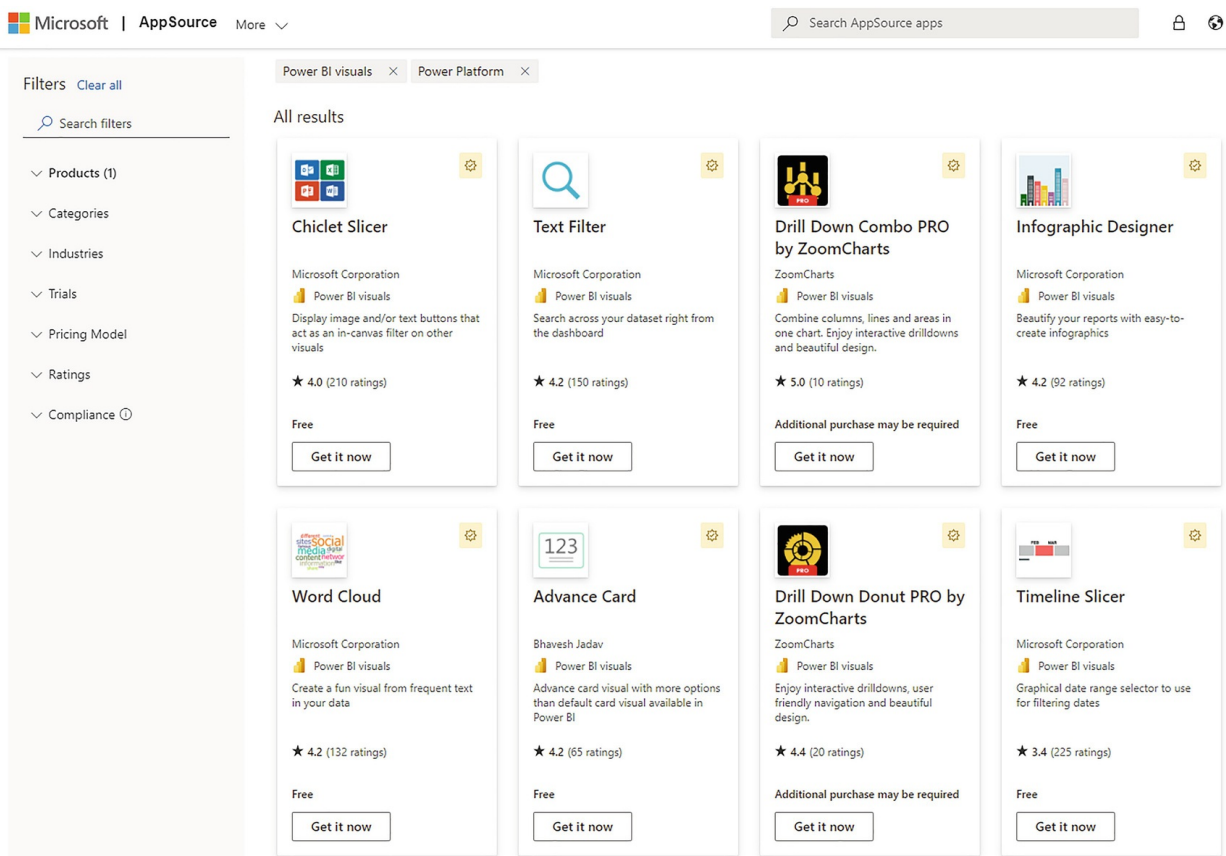 Microsoft | AppSource More
Search AppSource apps
Filters Clear all
Search filters
Products (1)
Categories
Industries
Trials
Pricing Model
Ratings
Compliance
Power BI visuals × Power Platform ×
All results
Chiclet Slicer
Microsoft Corporation
Power BI visuals
Display image and/or text buttons that
act as an in-canvas filter on other
visuals
★ 4.0 (210 ratings)
Free
Get it now
Text Filter
Microsoft Corporation
Power BI visuals
Search across your dataset right from
the dashboard
★ 4.2 (150 ratings)
Free
Get it now
PRO
Drill Down Combo PRO
by ZoomCharts
ZoomCharts
Power BI visuals
Combine columns, lines and areas in
one chart. Enjoy interactive drilldowns
and beautiful design.
★ 5.0 (10 ratings)
Additional purchase may be required
Get it now
Infographic Designer
Microsoft Corporation
Power BI visuals
Beautify your reports with easy-to-
create infographics
★ 4.2 (92 ratings)
Free
Get it now
social
media digital
content networ
information
Word Cloud
Microsoft Corporation
Power BI visuals
Create a fun visual from frequent text
in your data
★ 4.2 (132 ratings)
Free
Get it now
123
Advance Card
Bhavesh Jadav
Power BI visuals
Advance card visual with more options
than default card visual available in
Power BI
★ 4.2 (65 ratings)
Free
Get it now
PRO
Drill Down Donut PRO by
ZoomCharts
ZoomCharts
Power BI visuals
Enjoy interactive drilldowns, user
friendly navigation and beautiful
design.
★ 4.4 (20 ratings)
Additional purchase may be required
Get it now
FEB MAR
Timeline Slicer
Microsoft Corporation
Power BI visuals
Graphical date range selector to use
for filtering dates
★ 3.4 (225 ratings)
Free
Get it now